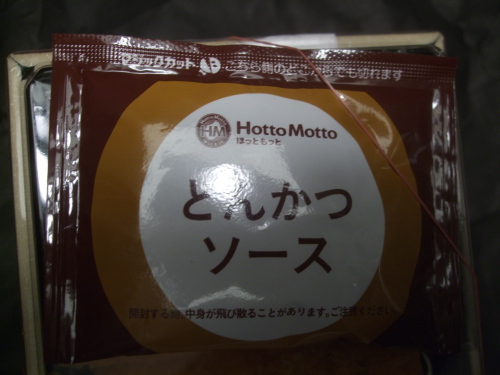 マジックカット こちら側のどこからでも切れます
HM
HottoMotto
ほっともっと
とんかつ
ソース
開封する時、中身が飛び散ることがあります。ご注意ください。